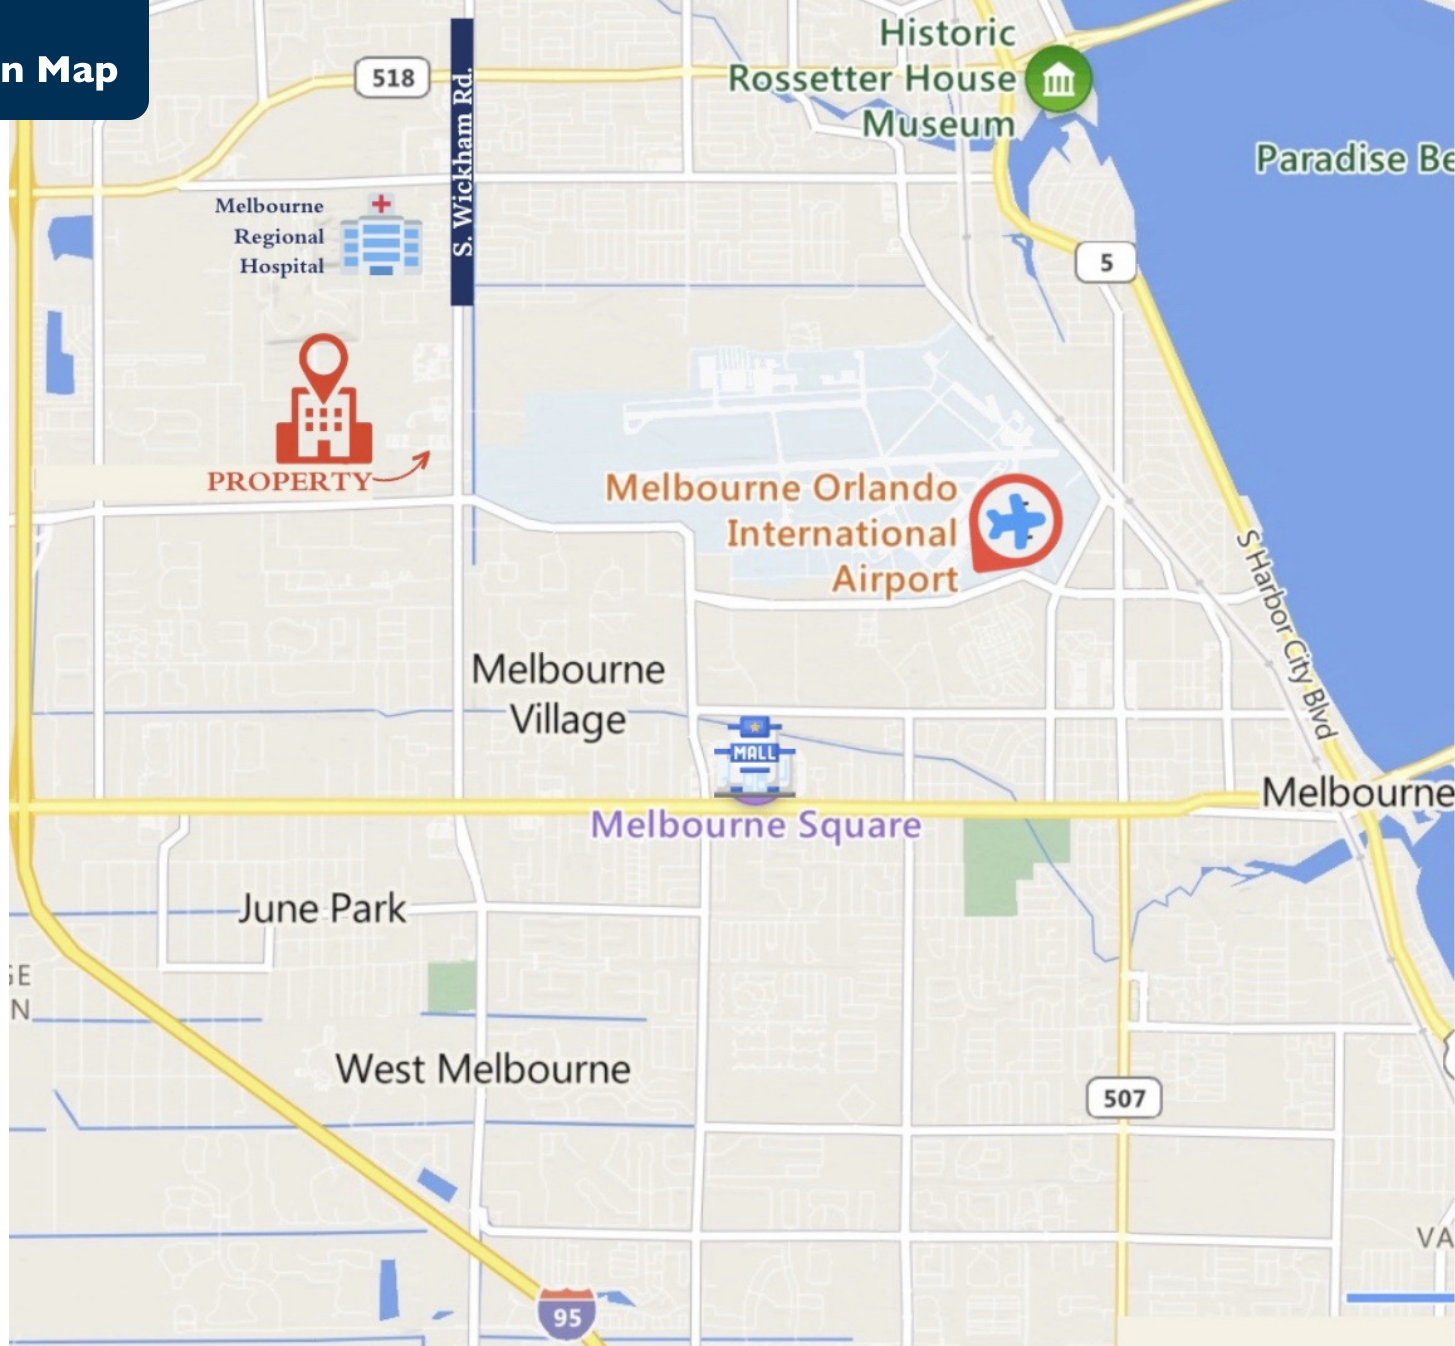 n Map
518
S. Wickham Rd.
Historic
Rossetter House
Museum
Paradise Be
Melbourne
Regional
Hospital
5
PROPERTY
Melbourne Orlando
International
Airport
S Harbor City Blvd
Melbourne
Village
MALL
Melbourne Square
Melbourne
June Park
GE
N
West Melbourne
507
VA
95